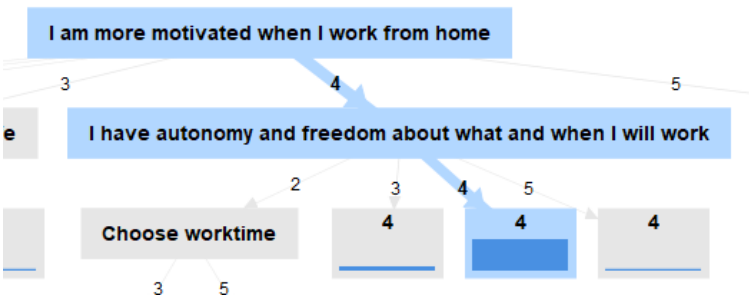 I am more motivated when I work from home
3 4 5
e I have autonomy and freedom about what and when I will work
2 3 4 5
Choose worktime 4 4 4
3 5